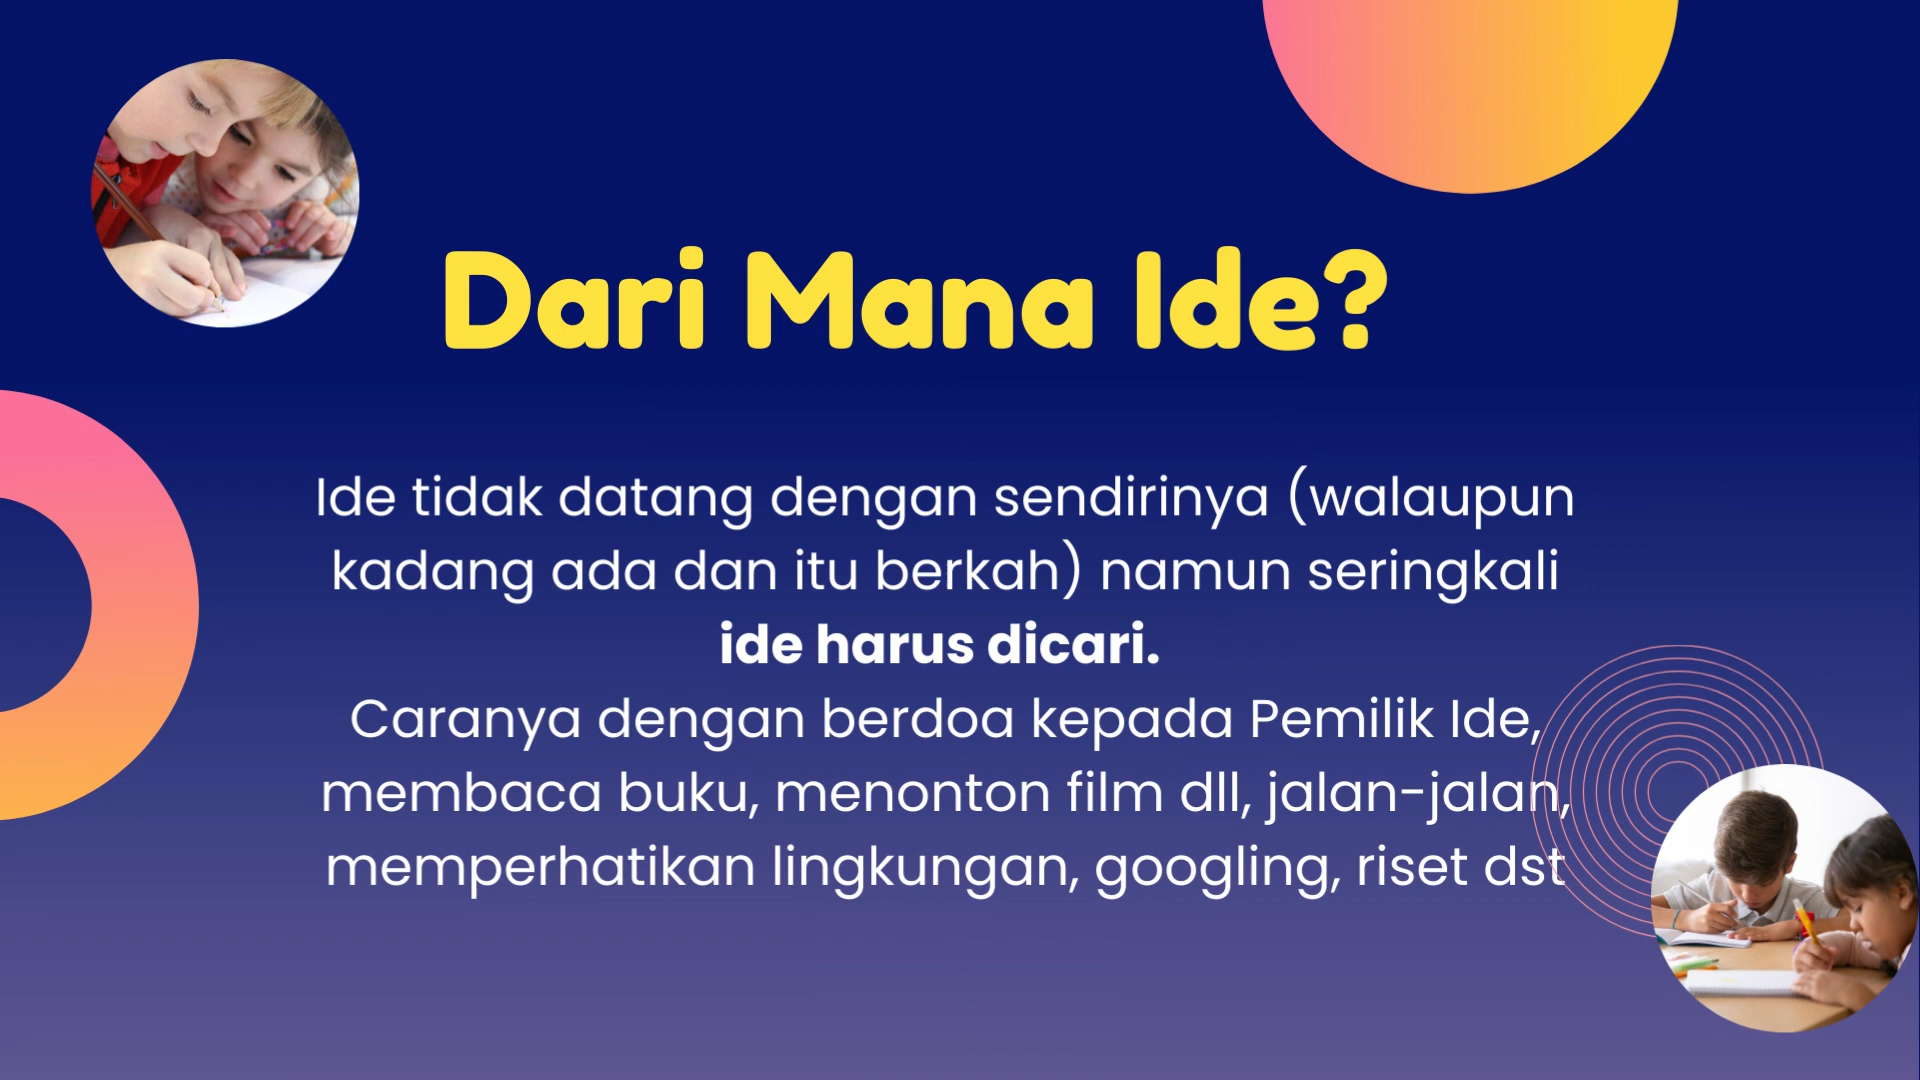 Dari Mana Ide?
Ide tidak datang dengan sendirinya (walaupun
kadang ada dan itu berkah) namun seringkali
ide harus dicari.
Caranya dengan berdoa kepada Pemilik Ide,
membaca buku, menonton film dll, jalan-jalan,
memperhatikan lingkungan, googling, riset dst